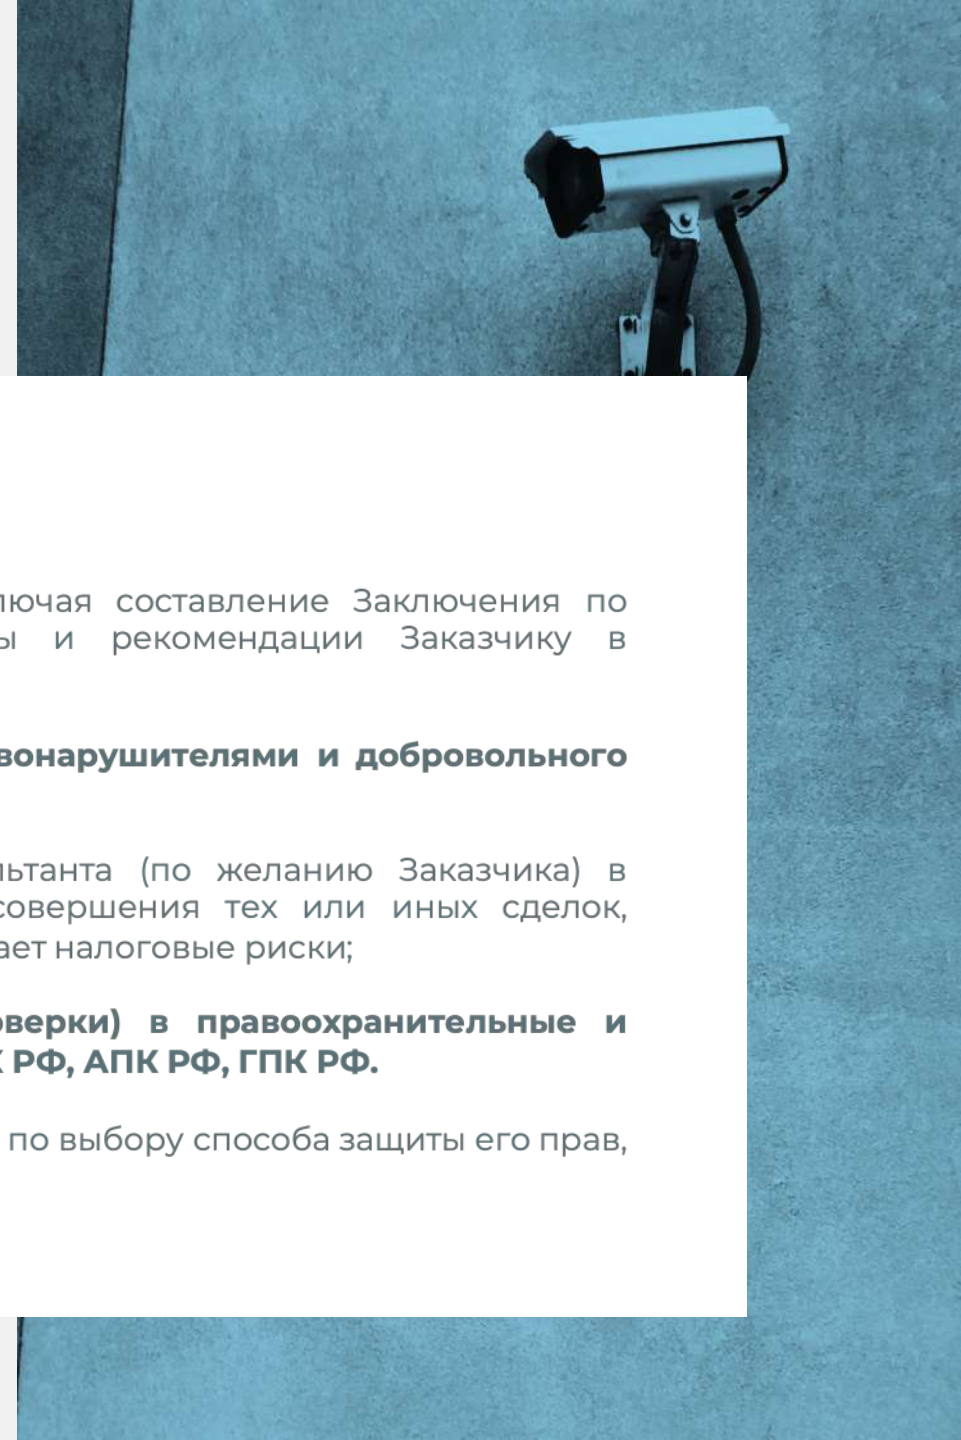 лючая составление Заключения по
ы и рекомендации Заказчику в
вонарушителями и добровольного
льтанта (по желанию Заказчика) в
совершения тех или иных сделок,
ает налоговые риски;
оверки) в правоохранительные и
К РФ, АПК РФ, ГПК РФ.
по выбору способа защиты его прав,